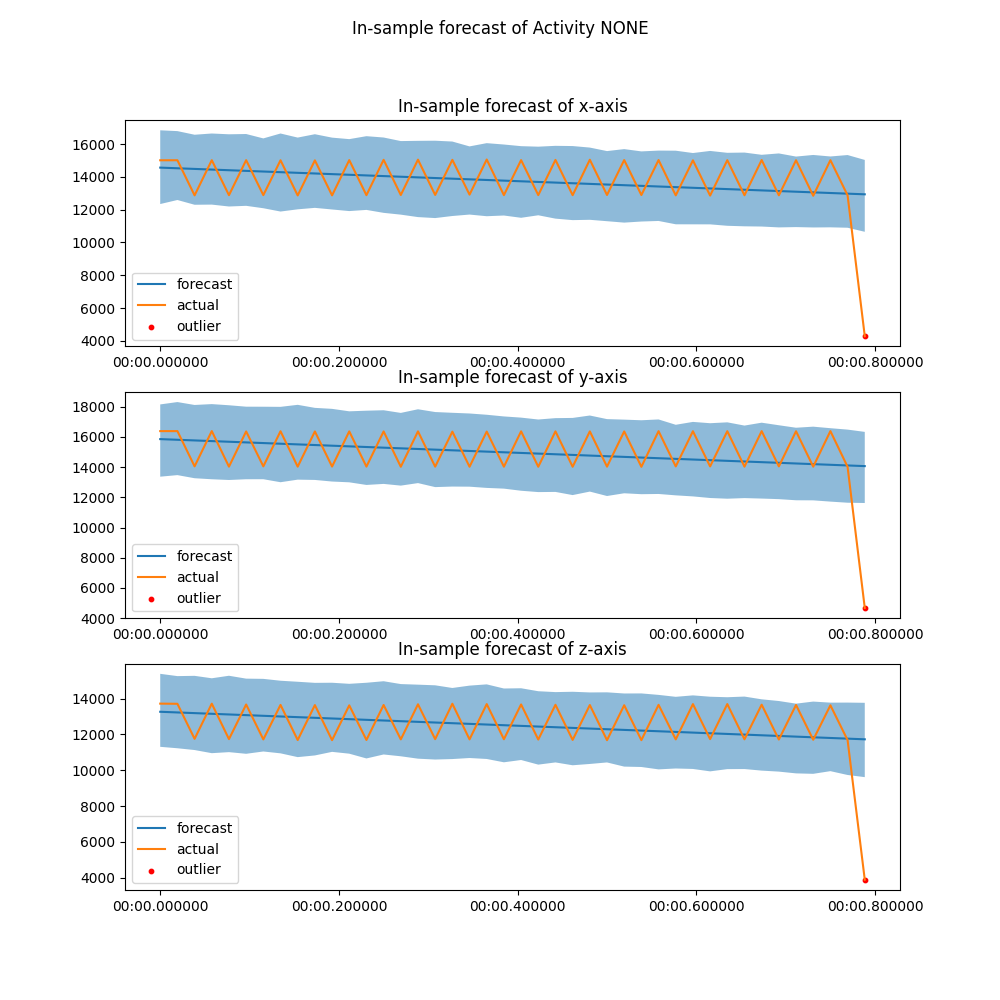 In-sample forecast of Activity NONE
In-sample forecast of x-axis
16000
14000
12000
10000
8000
6000
4000
forecast
actual
outlier
00:00.000000 00:00.200000 00:00.400000 00:00.600000 00:00.800000
In-sample forecast of y-axis
18000
16000
14000
12000
10000
8000
6000
4000
forecast
actual
outlier
00:00.000000 00:00.200000 00:00.400000 00:00.600000 00:00.800000
In-sample forecast of z-axis
14000
12000
10000
8000
6000
4000
forecast
actual
outlier
00:00.000000 00:00.200000 00:00.400000 00:00.600000 00:00.800000